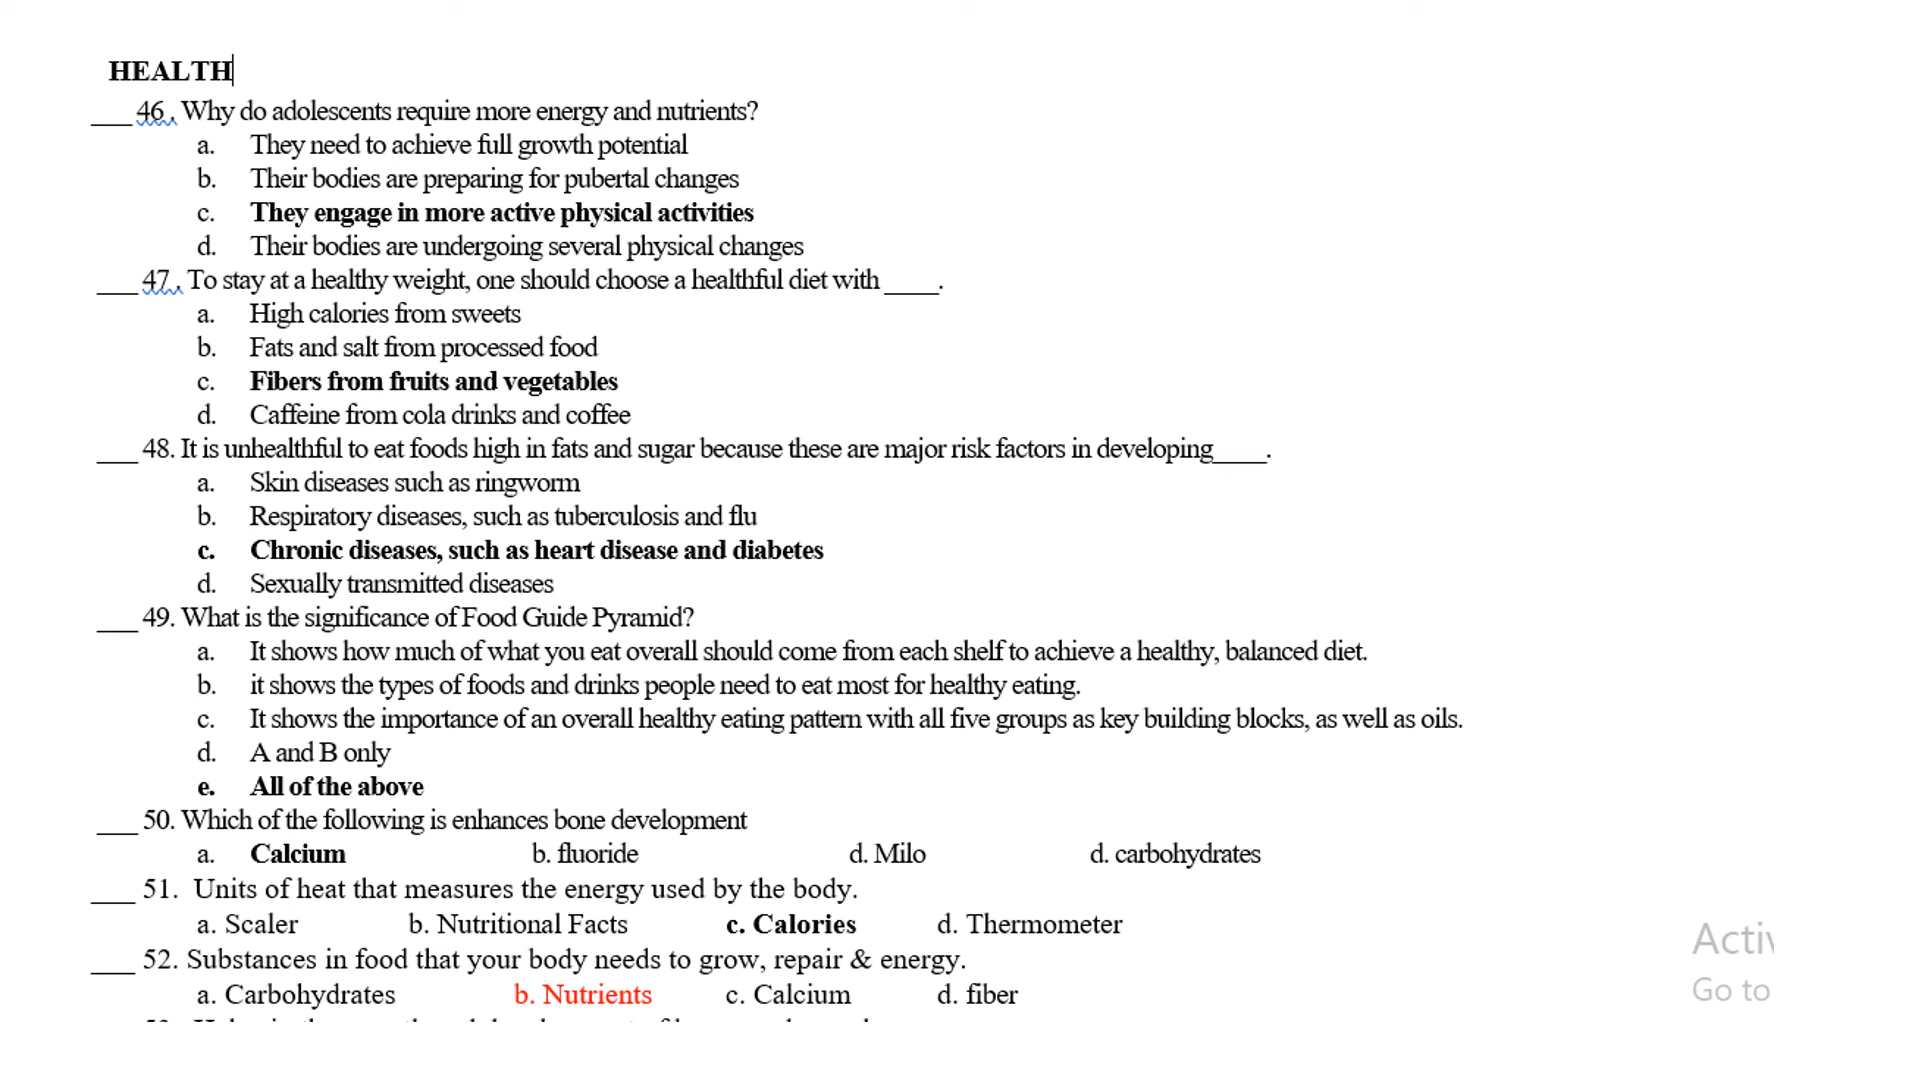 HEALTH
___ 46 . Why do adolescents require more energy and nutrients?
a. They need to achieve full growth potential
b. Their bodies are preparing for pubertal changes
c. They engage in more active physical activities
d. Their bodies are undergoing several physical changes
___ 47 . To stay at a healthy weight, one should choose a healthful diet with ____.
a. High calories from sweets
b. Fats and salt from processed food
c. Fibers from fruits and vegetables
d. Caffeine from cola drinks and coffee
___ 48. It is unhealthful to eat foods high in fats and sugar because these are major risk factors in developing____.
a. Skin diseases such as ringworm
b. Respiratory diseases, such as tuberculosis and flu
c. Chronic diseases, such as heart disease and diabetes
d. Sexually transmitted diseases
___ 49. What is the significance of Food Guide Pyramid?
a. It shows how much of what you eat overall should come from each shelf to achieve a healthy, balanced diet.
b. it shows the types of foods and drinks people need to eat most for healthy eating.
c. It shows the importance of an overall healthy eating pattern with all five groups as key building blocks, as well as oils.
d. A and B only
e. All of the above
___ 50. Which of the following is enhances bone development
a. Calcium b. fluoride d. Milo d. carbohydrates
___ 51. Units of heat that measures the energy used by the body.
a. Scaler b. Nutritional Facts c. Calories d. Thermometer
___ 52. Substances in food that your body needs to grow, repair & energy.
a. Carbohydrates b. Nutrients c. Calcium d. fiber
Activ
Go to